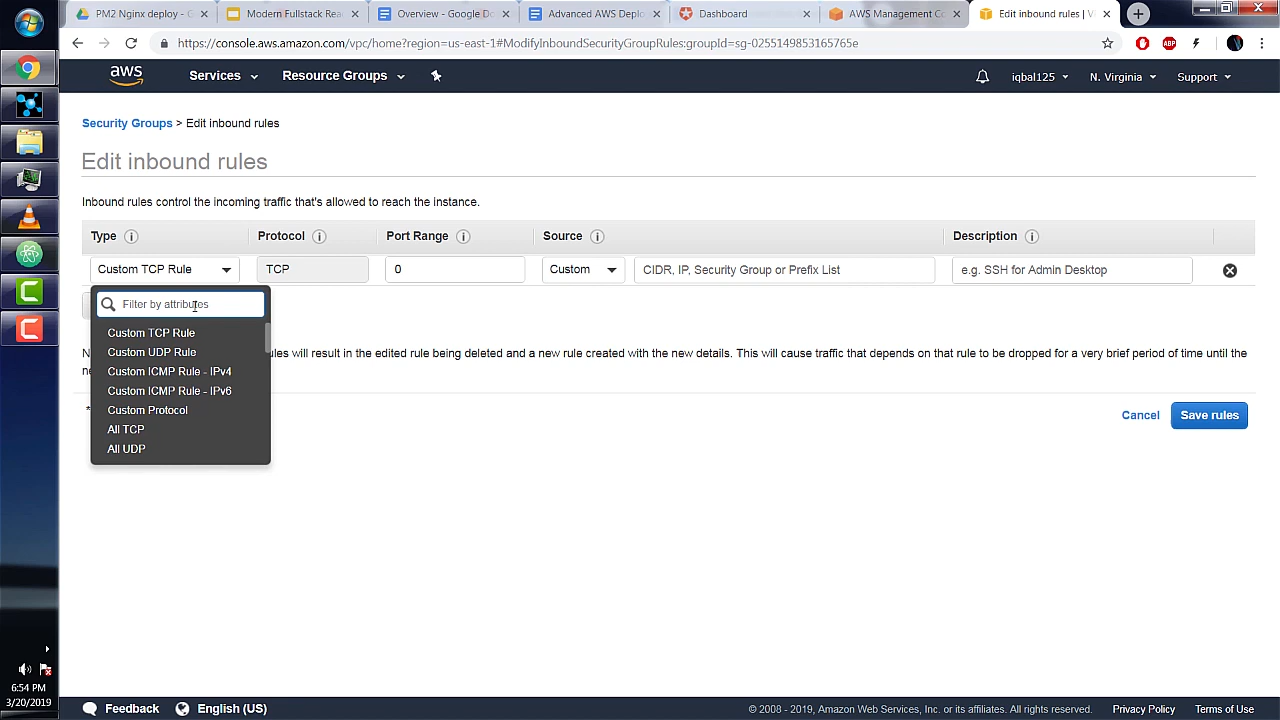 PM2 Nginx deploy - G
Modern Fullstack Rea
Overview - Google Do
Advanced AWS Deplo
Dashboard
AWS Management Co
Edit inbound rules |
https://console.aws.amazon.com/vpc/home?region=us-east-1#ModifyInboundSecurityGroupRules:groupId=sg-0255149853165765e
ABP
aws
Services
Resource Groups
iqbal125
N. Virginia
Support
Security Groups > Edit inbound rules
Edit inbound rules
Inbound rules control the incoming traffic that's allowed to reach the instance.
Type
Protocol
Port Range
Source
Description
Custom TCP Rule
TCP
0
Custom
CIDR, IP, Security Group or Prefix List
e.g. SSH for Admin Desktop
Filter by attributes
Custom TCP Rule
Custom UDP Rule
Custom ICMP Rule - IPv4
Custom ICMP Rule - IPv6
Custom Protocol
All TCP
All UDP
will result in the edited rule being deleted and a new rule created with the new details. This will cause traffic that depends on that rule to be dropped for a very brief period of time until the
*
Cancel
Save rules
6:54 PM
3/20/2019
Feedback
English (US)
© 2008 - 2019, Amazon Web Services, Inc. or its affiliates. All rights reserved.
Privacy Policy
Terms of Use